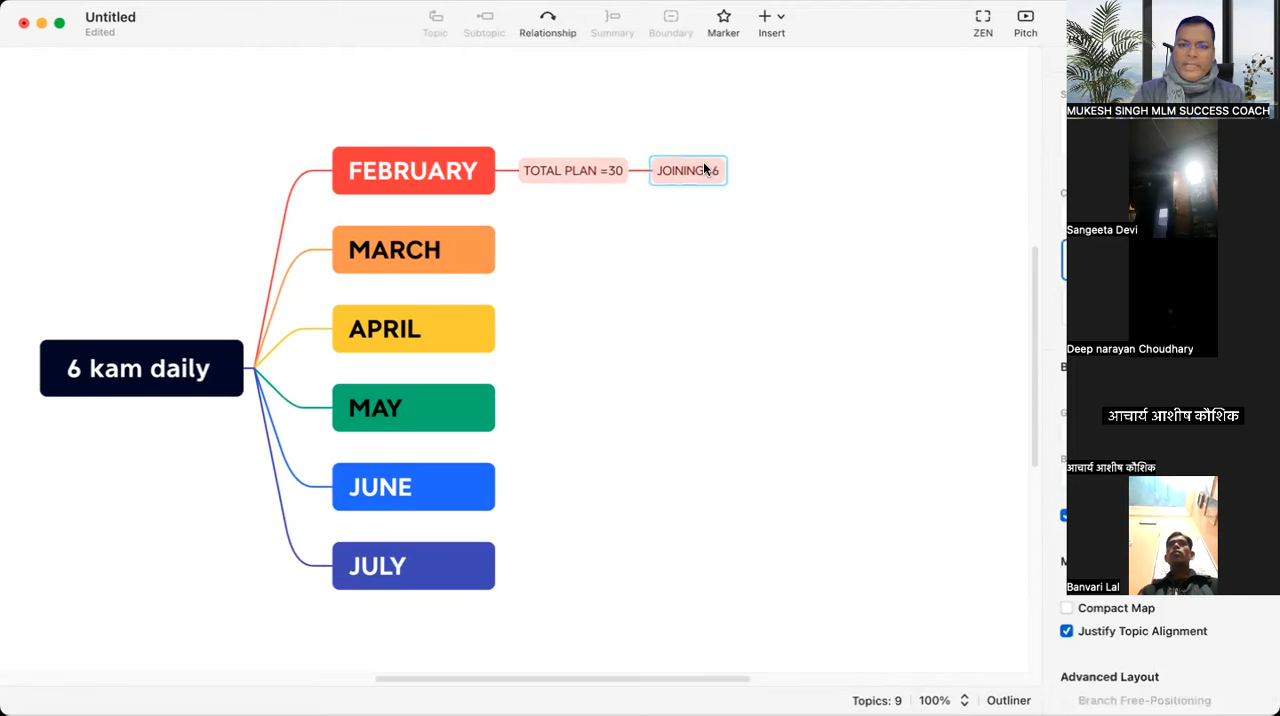 Untitled
Edited
Topic
Subtopic
Relationship
Summary
Boundary
Marker
Insert
ZEN
Pitch
MUKESH SINGH MLM SUCCESS COACH
FEBRUARY
TOTAL PLAN =30
JOINING
6
Sangeeta Devi
MARCH
APRIL
Deep narayan Choudhary
6 kam daily
MAY
आचार्य आशीष कौशिक
आचार्य आशीष कौशिक
JUNE
JULY
Banvari Lal
Compact Map
Justify Topic Alignment
Advanced Layout
Branch Free-Positioning
Topics: 9
100%
Outliner